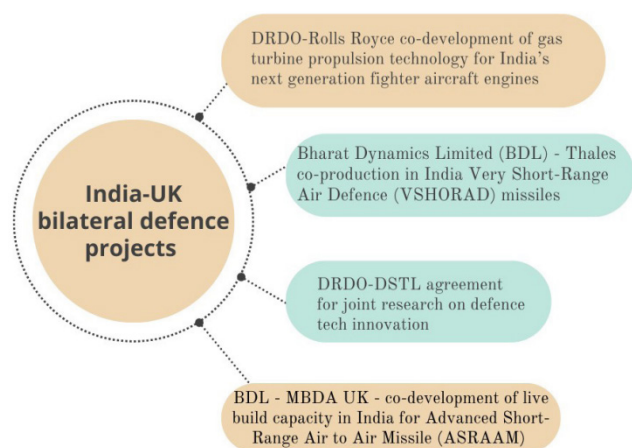 DRDO-Rolls Royce co-development of gas
turbine propulsion technology for India's
next generation fighter aircraft engines
India-UK
bilateral defence
projects
Bharat Dynamics Limited (BDL) - Thales
co-production in India Very Short-Range
Air Defence (VSHORAD) missiles
DRDO-DSTL agreement
for joint research on defence
tech innovation
BDL - MBDA UK - co-development of live
build capacity in India for Advanced Short-
Range Air to Air Missile (ASRAAM)